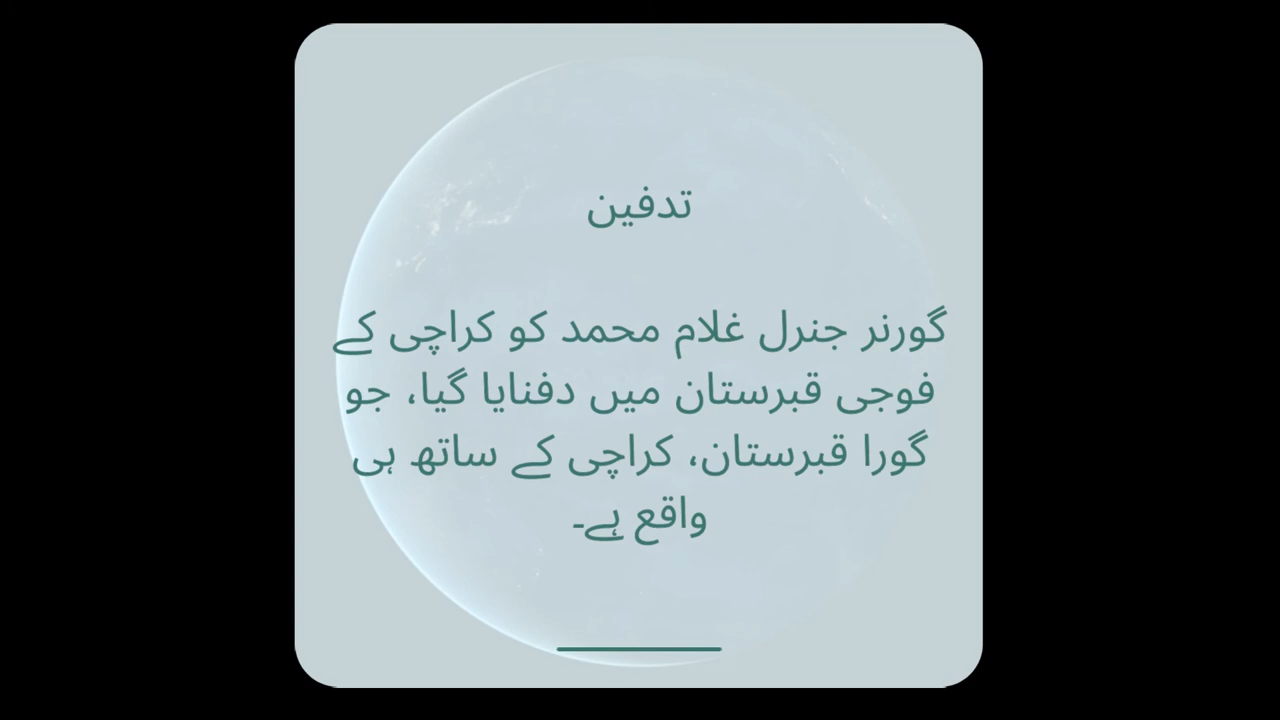 تدفین
گورنر جنرل غلام محمد کو کراچی کے
فوجی قبرستان میں دفنایا گیا، جو
گورا قبرستان، کراچی کے ساتھ ہی
واقع ہے۔